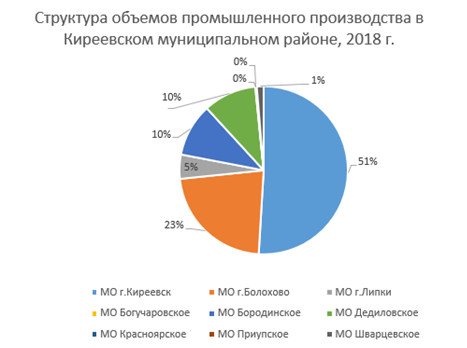 Структура объемов промышленного производства в
Киреевском муниципальном районе, 2018 г.
0%
0%
1%
10%
10%
5%
51%
23%
МО г.Киреевск
МО г.Болохово
МО г.Липки
МО Богучаровское
МО Бородинское
МО Дедиловское
МО Красноярское
МО Приупское
МО Шварцевское